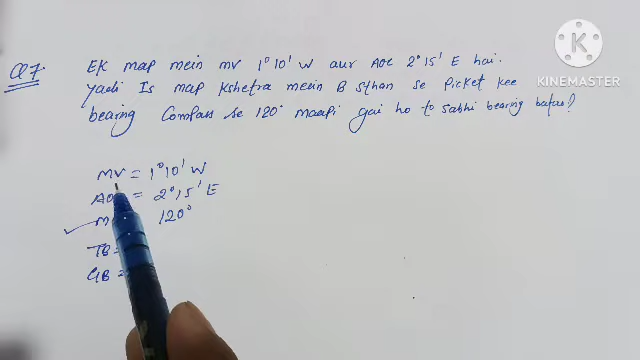 Q7. EK map mein mv 1°10' W aur AOC 2°15' E hai.
Yadi Is map Kshetra mein B sthan se Picket kee
bearing Compass se 120° maapi gai ho to sabhi bearing batao?
K
KINEMASTER
MV = 1°10' W
AO = 2°15' E
M 120°
TB =
GB =